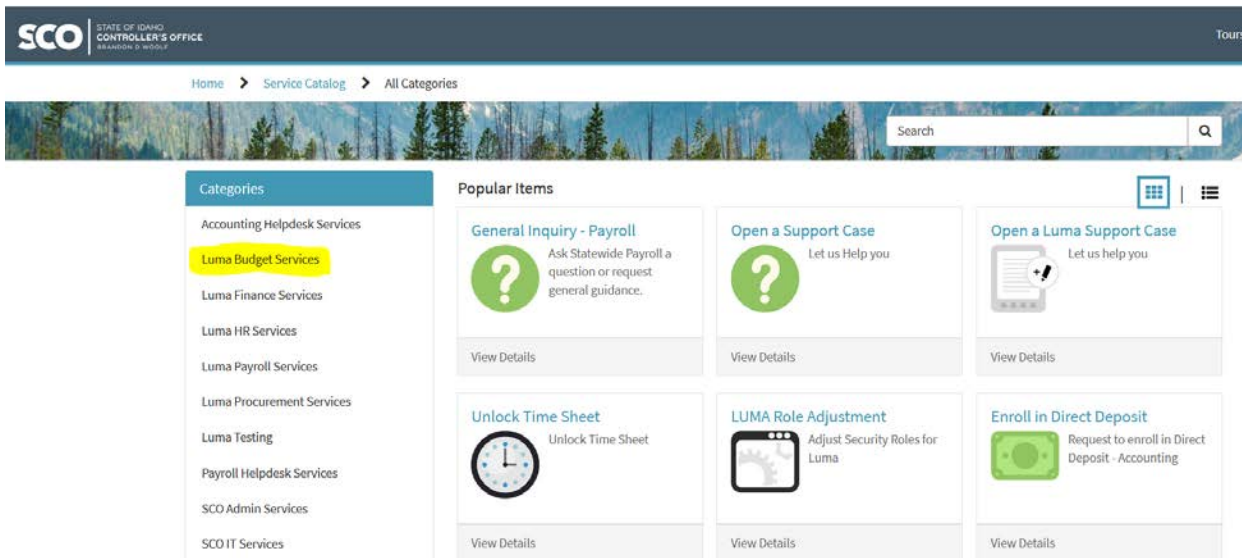 SCO
STATE OF IDAHO
CONTROLLER'S OFFICE
BRANDON D WOOLF
Tours
Home > Service Catalog > All Categories
Search
Categories
Accounting Helpdesk Services
Luma Budget Services
Luma Finance Services
Luma HR Services
Luma Payroll Services
Luma Procurement Services
Luma Testing
Payroll Helpdesk Services
SCO Admin Services
SCO IT Services
Popular Items
General Inquiry - Payroll
Ask Statewide Payroll a
question or request
general guidance.
View Details
Open a Support Case
Let us Help you
View Details
Open a Luma Support Case
Let us help you
View Details
Unlock Time Sheet
Unlock Time Sheet
View Details
LUMA Role Adjustment
Adjust Security Roles for
Luma
View Details
Enroll in Direct Deposit
Request to enroll in Direct
Deposit - Accounting
View Details